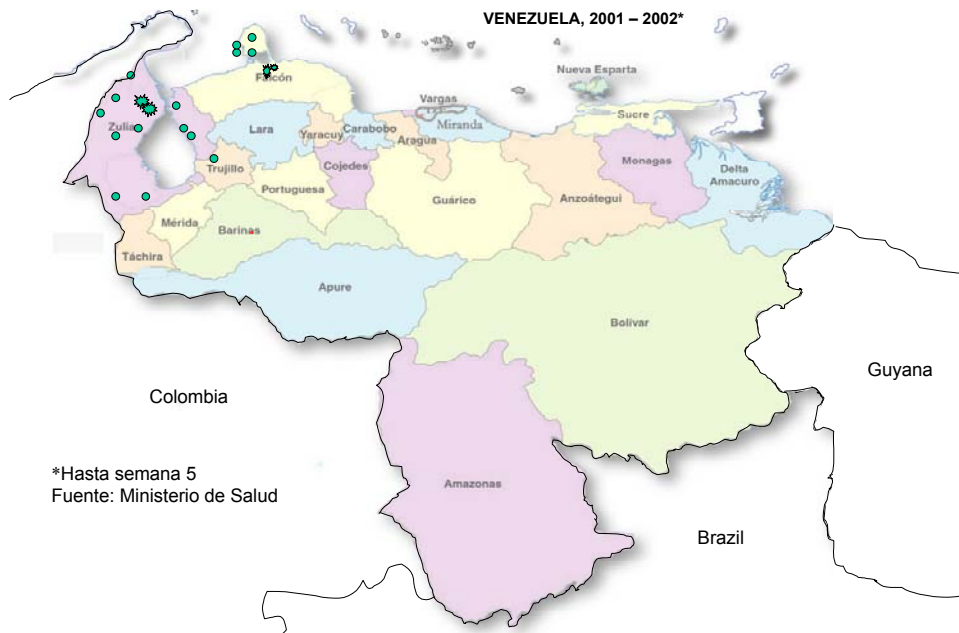 VENEZUELA, 2001 – 2002*
Nueva Esparta
Falcón
Vargas
Sucre
Zulia
Lara
Yaracuy
Carabobo
Aragua
Miranda
Trujillo
Cojedes
Monagas
Delta
Amacuro
Portuguesa
Guárico
Anzoátegui
Mérida
Barinas
Táchira
Apure
Bolívar
Guyana
Colombia
*Hasta semana 5
Fuente: Ministerio de Salud
Amazonas
Brazil